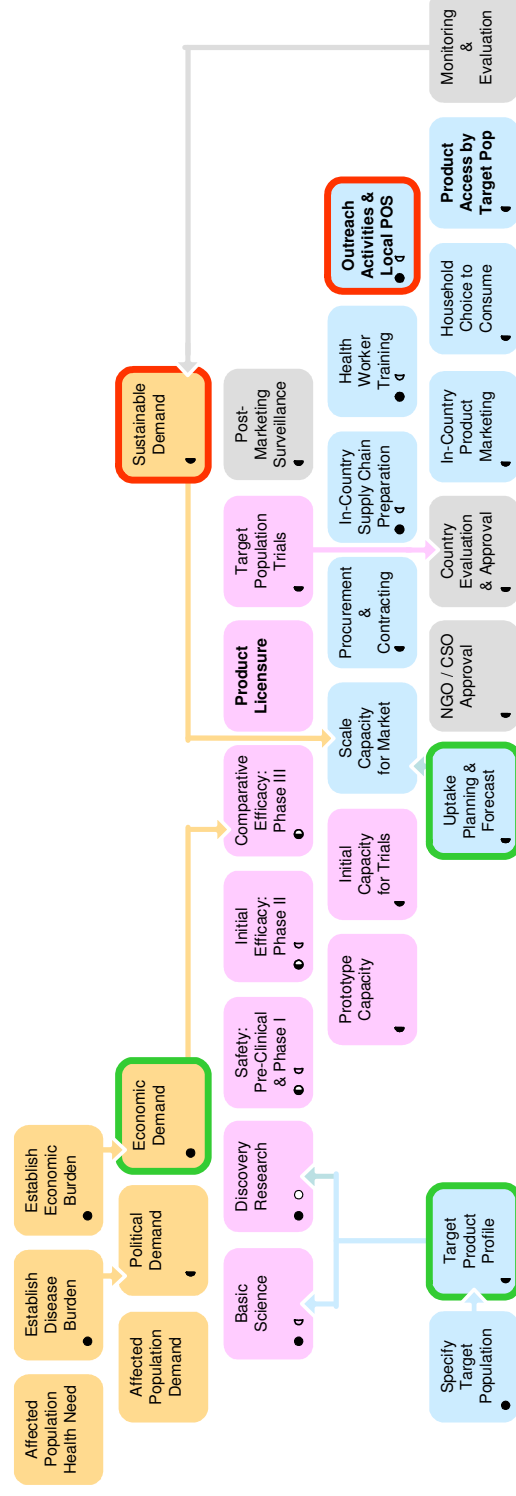 Affected
Population
Health Need
Establish
Disease
Burden
Establish
Economic
Burden
Affected
Population
Demand
Political
Demand
Economic
Demand
Sustainable
Demand
Basic
Science
Discovery
Research
Safety:
Pre-Clinical
& Phase I
Initial
Efficacy:
Phase II
Comparative
Efficacy:
Phase III
Product
Licensure
Target
Population
Trials
Post-
Marketing
Surveillance
Prototype
Capacity
Initial
Capacity
for Trials
Scale
Capacity
for Market
Procurement
&
Contracting
In-Country
Supply Chain
Preparation
Health
Worker
Training
Outreach
Activities &
Local POS
Specify
Target
Population
Target
Product
Profile
Uptake
Planning &
Forecast
NGO / CSO
Approval
Country
Evaluation
& Approval
In-Country
Product
Marketing
Household
Choice to
Consume
Product
Access by
Target Pop
Monitoring
&
Evaluation